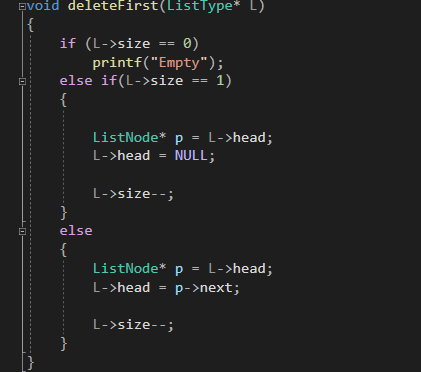 void deleteFirst(ListType* L)
{
if (L->size == 0)
printf("Empty");
else if(L->size == 1)
{
ListNode* p = L->head;
L->head = NULL;
L->size--;
}
else
{
ListNode* p = L->head;
L->head = p->next;
L->size--;
}
}